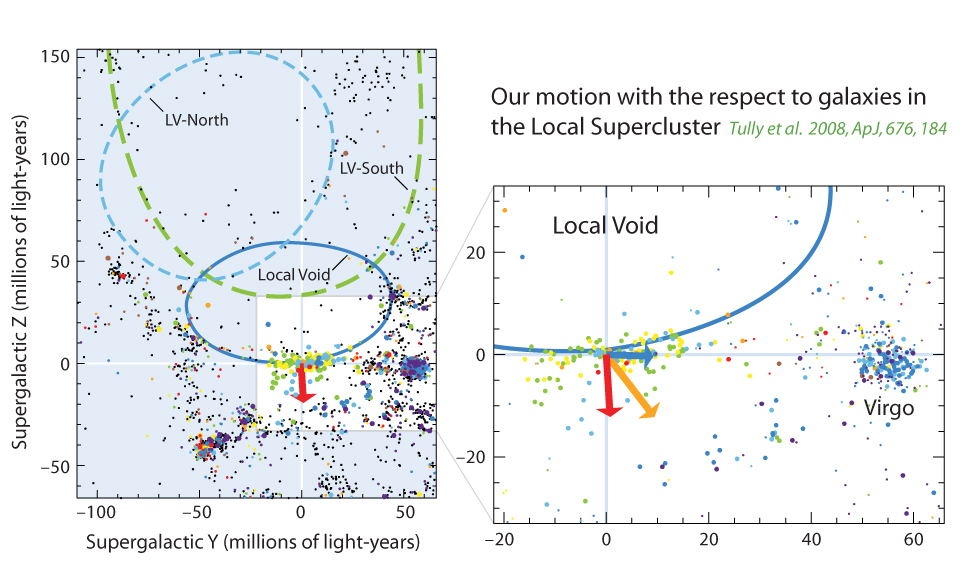 Our motion with the respect to galaxies in
the Local Supercluster Tully et al. 2008, ApJ, 676, 184
Supergalactic Z (millions of light-years)
150
100
50
0
−50
−100
−50
0
50
Supergalactic Y (millions of light-years)
LV-North
LV-South
Local Void
Local Void
Virgo
20
0
−20
−20
0
20
40
60